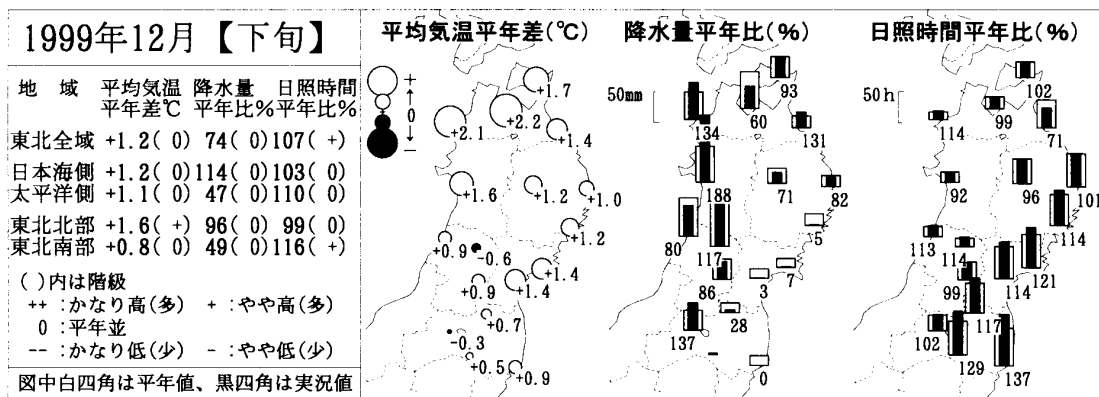 1999年12月【下旬】
地 域 平均気温 降水量 日照時間
平年差℃ 平年比% 平年比%
東北全域 +1.2( 0) 74( 0) 107( +)
日本海側 +1.2( 0) 114( 0) 103( 0)
太平洋側 +1.1( 0) 47( 0) 110( 0)
東北北部 +1.6( +) 96( 0) 99( 0)
東北南部 +0.8( 0) 49( 0) 116( +)
( )内は階級
++ :かなり高(多) + :やや高(多)
0 :平年並
-- :かなり低(少) - :やや低(少)
図中白四角は平年値、黒四角は実況値
平均気温平年差(℃)
+
0
-
+1.7
+2.2
+2.1
+1.4
+1.6
+1.2
+1.0
+1.2
+0.9
-0.6
+1.4
+0.9
+1.4
+0.7
-0.3
+0.5
+0.9
降水量平年比(%)
50mm
93
134
60
131
188
71
82
5
80
117
7
86
3
28
137
0
日照時間平年比(%)
50h
102
99
114
71
92
96
101
114
113
114
121
99
114
117
102
129
137